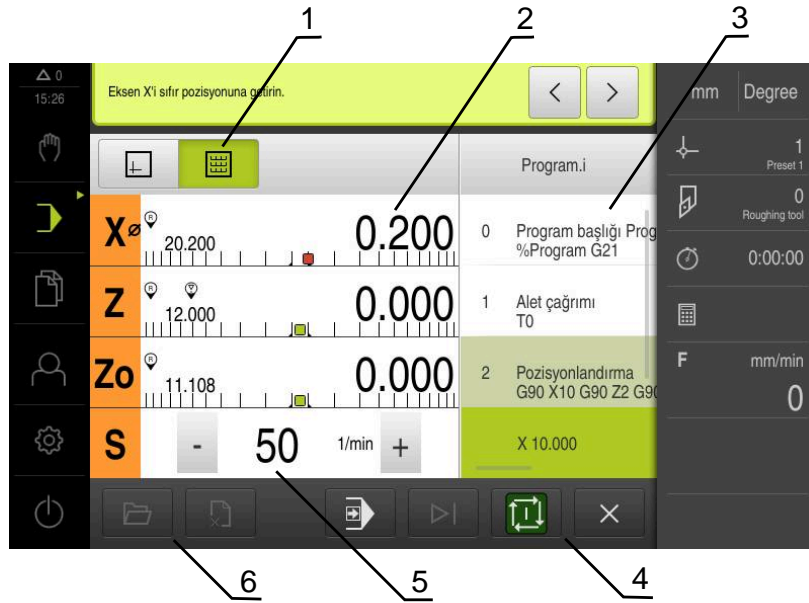 1 2 3
0
15:26
Eksen X'i sıfır pozisyonuna getirin.
< >
mm Degree
Program.i
1
Preset 1
X⌀ R 20.200 0.200
0 Program başlığı Prog
%Program G21
0
Roughing tool
0:00:00
Z R 12.000 0.000
1 Alet çağrımı
T0
Zo R 11.108 0.000
2 Pozisyonlandırma
G90 X10 G90 Z2 G90
F mm/min
0
S - 50 1/min +
X 10.000
6 5 4